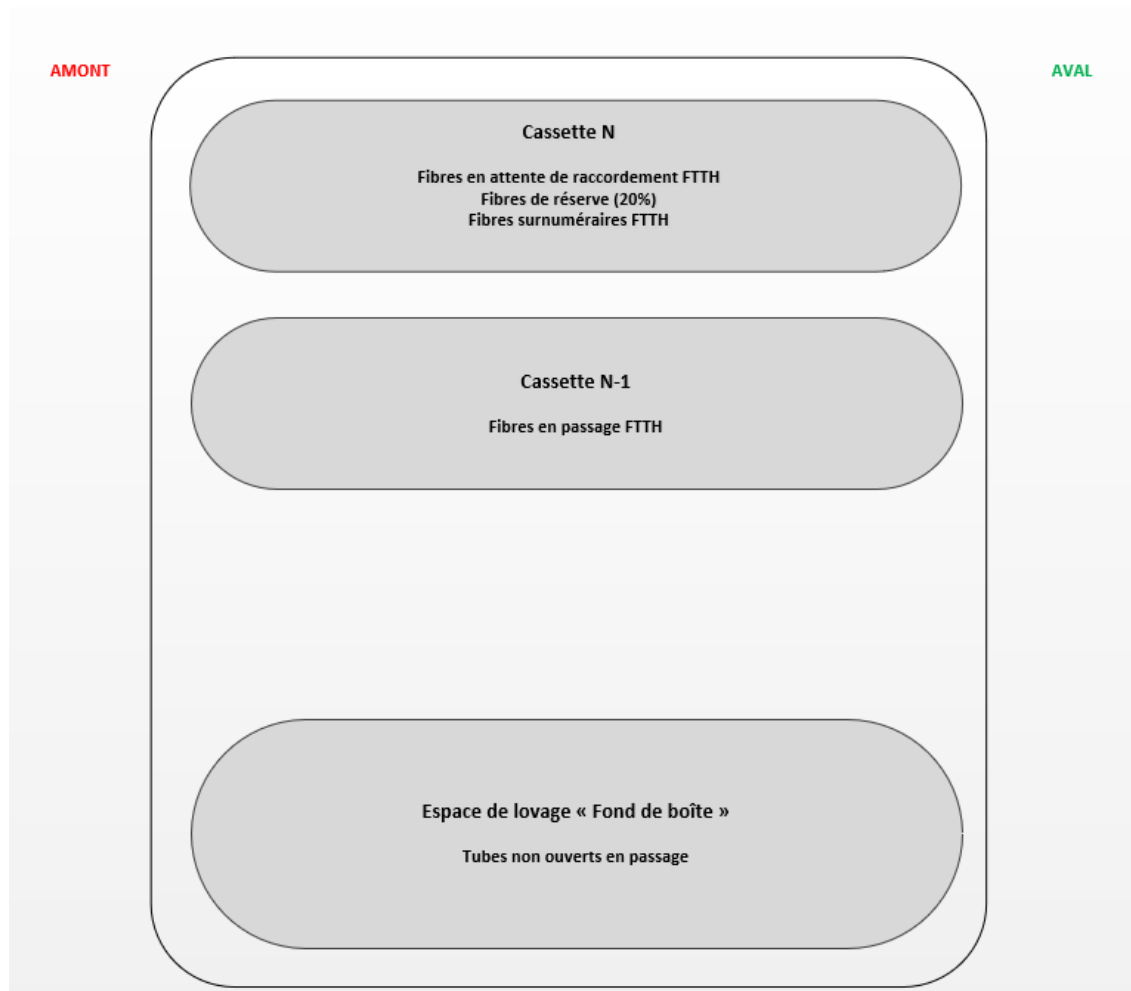 AMONT
AVAL
Cassette N
Fibres en attente de raccordement FTTH
Fibres de réserve (20%)
Fibres surnuméraires FTTH
Cassette N-1
Fibres en passage FTTH
Espace de lovage « Fond de boîte »
Tubes non ouverts en passage